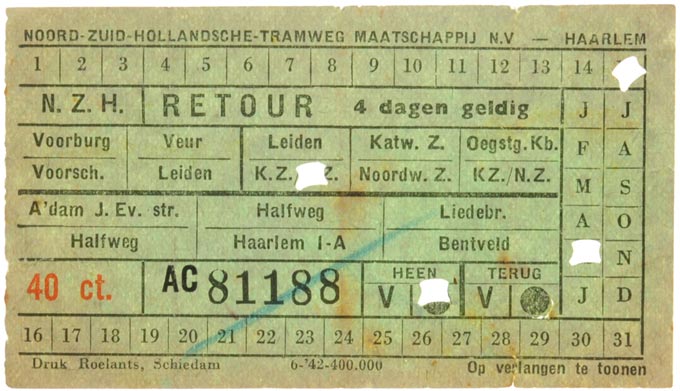 NOORD-ZUID-HOLLANDSCHE-TRAMWEG MAATSCHAPPIJ N.V — HAARLEM
1 2 3 4 5 6 7 8 9 10 11 12 13 14
N. Z. H. RETOUR 4 dagen geldig J J
Voorburg Veur Leiden Katw. Z. Oegstg. Kb. F A
Voorsch. Leiden K.Z./ Z. Noordw. Z. KZ./N.Z. M S
A'dam J. Ev. str. Halfweg Liedebr. A O
Halfweg Haarlem I-A Bentveld N
HEEN TERUG
40 ct. AC 81188 V V J D
16 17 18 19 20 21 22 23 24 25 26 27 28 29 30 31
Druk Roelants, Schiedam 6-'42-400.000 Op verlangen te toonen